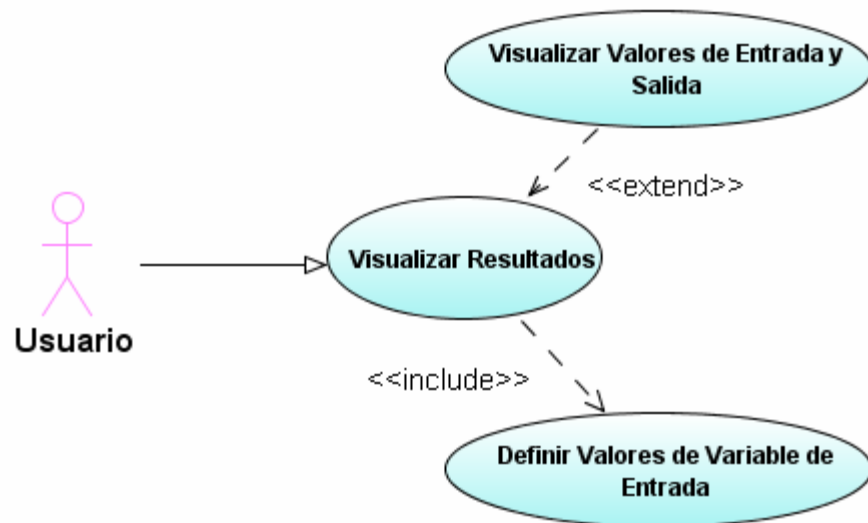 Visualizar Valores de Entrada y
Salida
<<extend>>
Visualizar Resultados
Usuario
<<include>>
Definir Valores de Variable de
Entrada